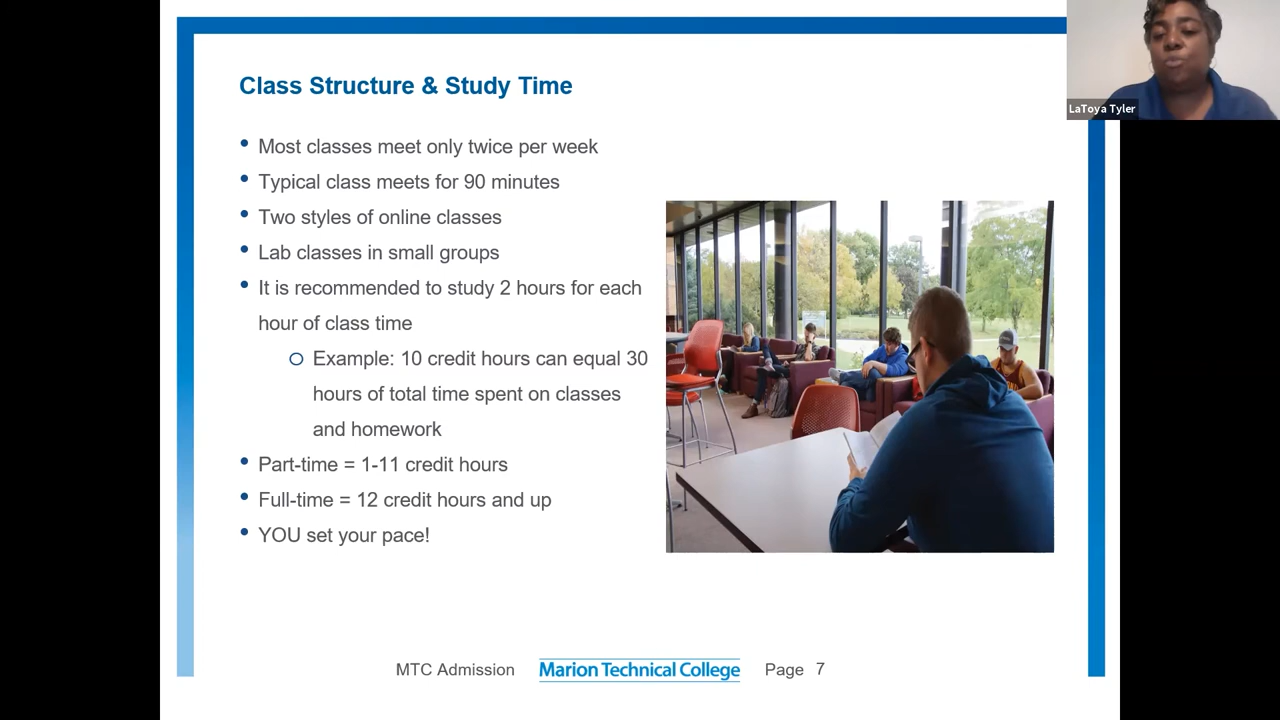 LaToya Tyler
Class Structure & Study Time
• Most classes meet only twice per week
• Typical class meets for 90 minutes
• Two styles of online classes
• Lab classes in small groups
• It is recommended to study 2 hours for each
hour of class time
○ Example: 10 credit hours can equal 30
hours of total time spent on classes
and homework
• Part-time = 1-11 credit hours
• Full-time = 12 credit hours and up
• YOU set your pace!
MTC Admission Marion Technical College Page 7